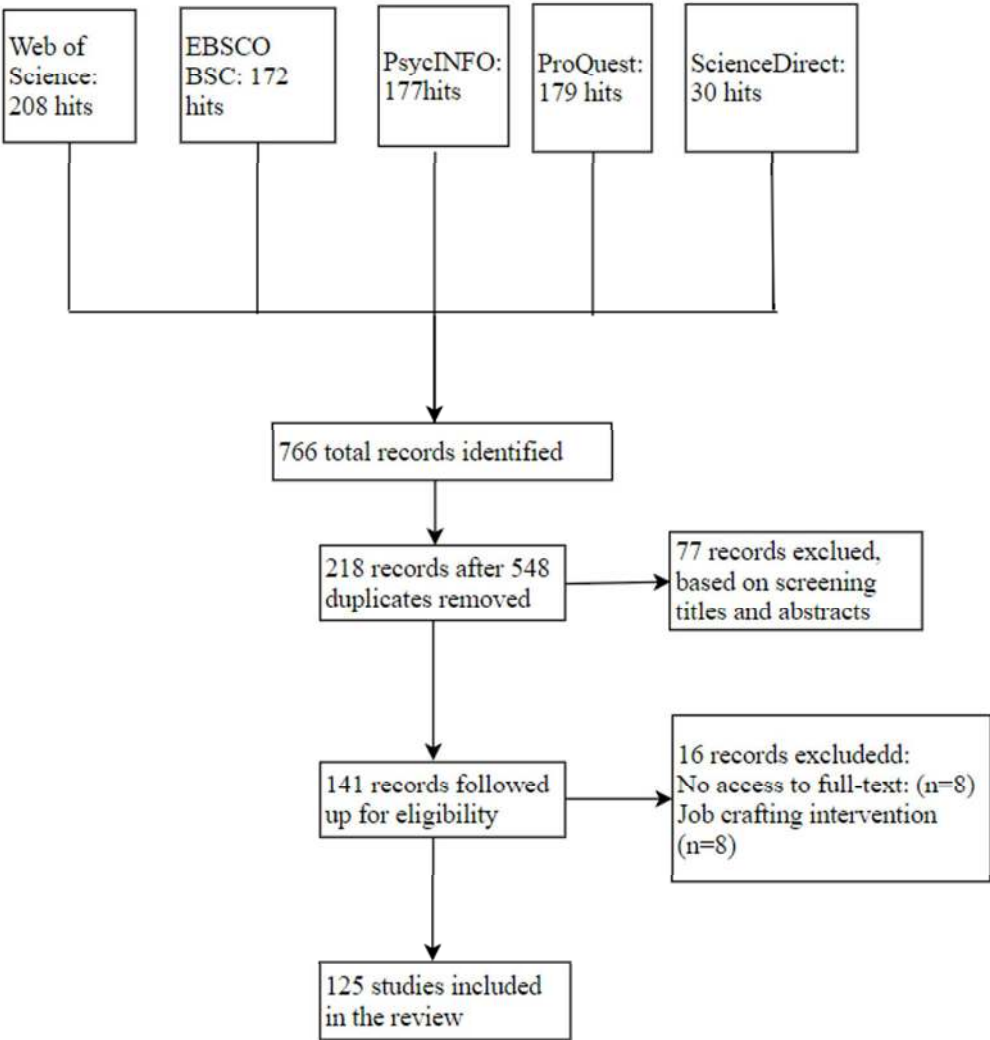 Web of
Science:
208 hits
EBSCO
BSC: 172
hits
PsycINFO:
177hits
ProQuest:
179 hits
ScienceDirect:
30 hits
766 total records identified
218 records after 548
duplicates removed
77 records exclued,
based on screening
titles and abstracts
141 records followed
up for eligibility
16 records excludedd:
No access to full-text: (n=8)
Job crafting intervention
(n=8)
125 studies included
in the review